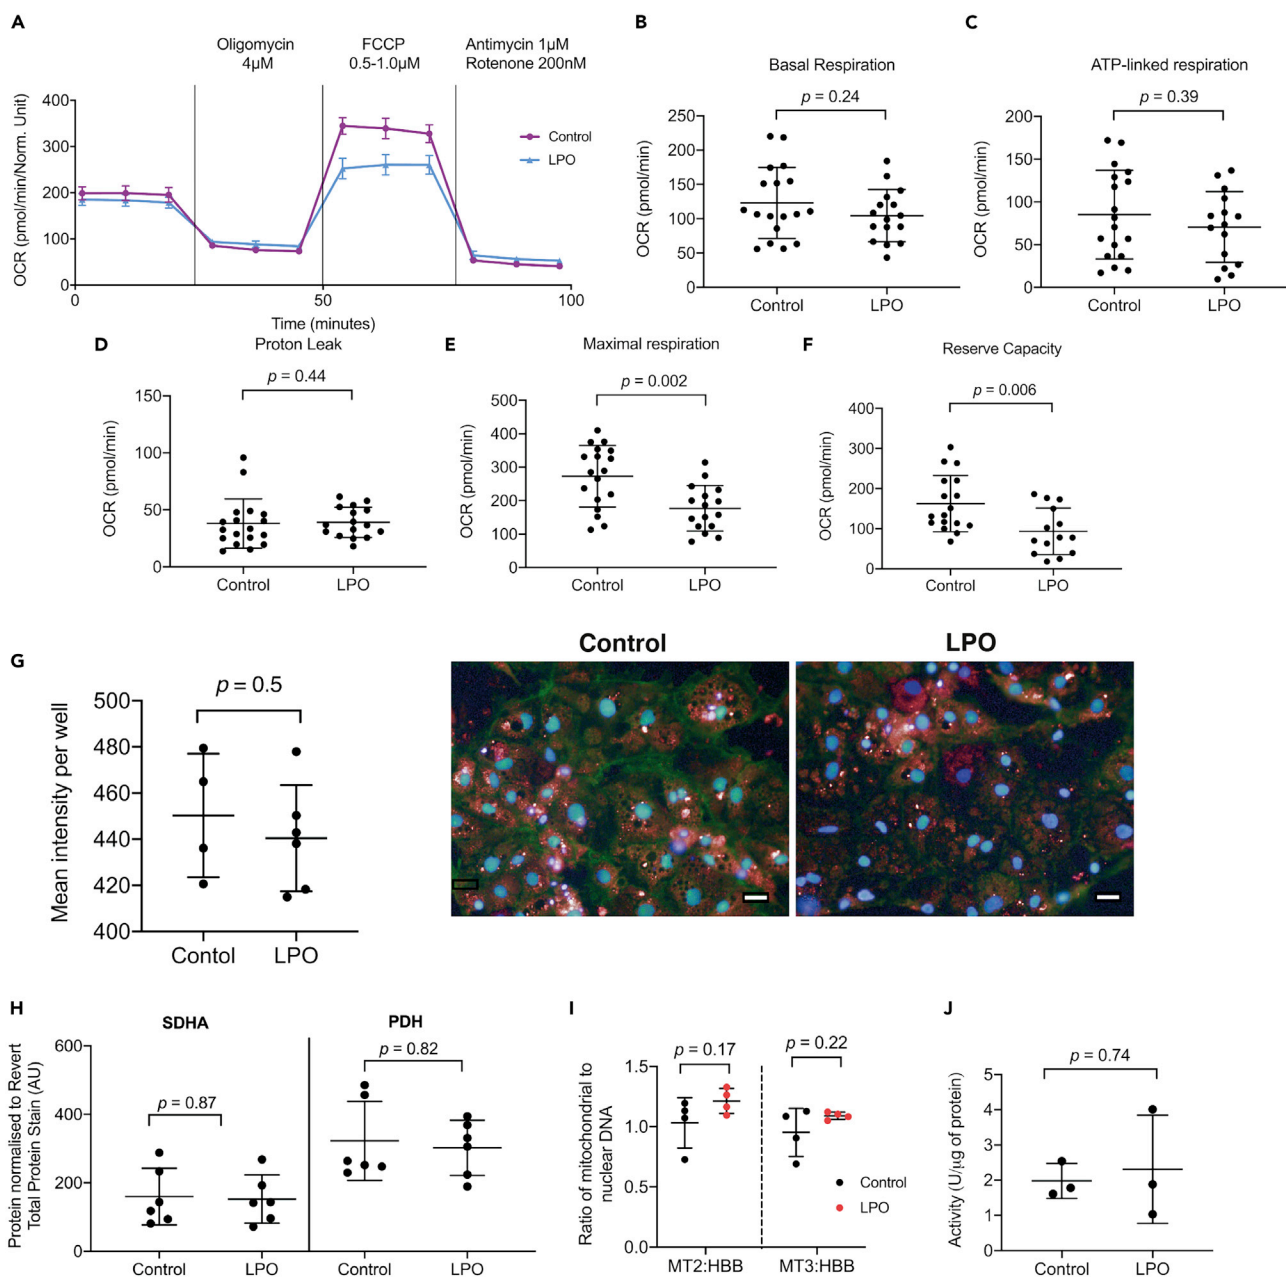 A
Oligomycin
4µM
FCCP
0.5-1.0µM
Antimycin 1µM
Rotenone 200nM
OCR (pmol/min/Norm. Unit)
400
300
200
100
0
0
50
100
Time (minutes)
Control
LPO
B
Basal Respiration
p = 0.24
OCR (pmol/min)
250
200
150
100
50
0
Control
LPO
C
ATP-linked respiration
p = 0.39
OCR (pmol/min)
200
150
100
50
0
Control
LPO
D
Proton Leak
p = 0.44
OCR (pmol/min)
150
100
50
0
Control
LPO
E
Maximal respiration
p = 0.002
OCR (pmol/min)
500
400
300
200
100
0
Control
LPO
F
Reserve Capacity
p = 0.006
OCR (pmol/min)
400
300
200
100
0
Control
LPO
G
p = 0.5
Mean intensity per well
500
480
460
440
420
400
Contol
LPO
Control
LPO
H
SDHA
PDH
p = 0.87
p = 0.82
Protein normalised to Revert
Total Protein Stain (AU)
600
400
200
0
Control
LPO
Control
LPO
I
p = 0.17
p = 0.22
Ratio of mitochondrial to
nuclear DNA
1.5
1.0
0.5
0.0
Control
LPO
MT2:HBB
MT3:HBB
J
p = 0.74
Activity (U/µg of protein)
5
4
3
2
1
0
Control
LPO